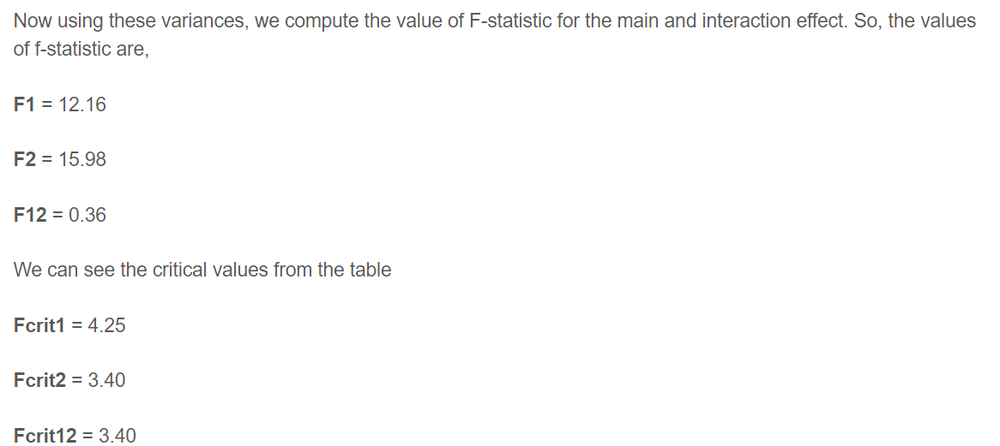 Now using these variances, we compute the value of F-statistic for the main and interaction effect. So, the values
of f-statistic are,
F1 = 12.16
F2 = 15.98
F12 = 0.36
We can see the critical values from the table
Fcrit1 = 4.25
Fcrit2 = 3.40
Fcrit12 = 3.40